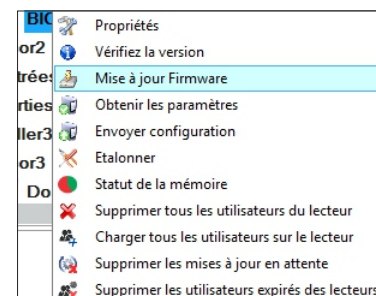 BIO
Propriétés
or2
Vérifiez la version
trées
Mise à jour Firmware
rties
Obtenir les paramètres
ller3
Envoyer configuration
or3
Etalonner
Do
Statut de la mémoire
Supprimer tous les utilisateurs du lecteur
Charger tous les utilisateurs sur le lecteur
Supprimer les mises à jour en attente
Supprimer les utilisateurs expirés des lecteurs